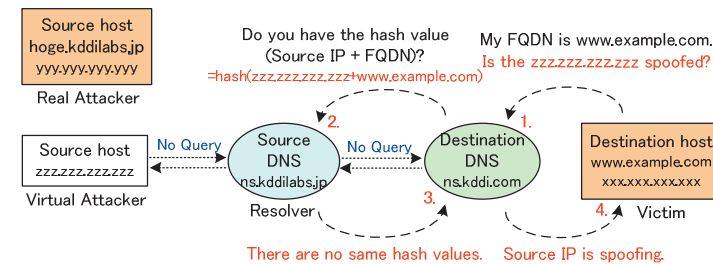 Source host
hoge.kddilabs.jp
yyy.yyy.yyy.yyy
Real Attacker
Do you have the hash value
(Source IP + FQDN)?
=hash(zzz.zzz.zzz.zzz+www.example.com)
My FQDN is www.example.com.
Is the zzz.zzz.zzz.zzz spoofed?
2.
1.
Source host
zzz.zzz.zzz.zzz
Virtual Attacker
No Query
Source
DNS
ns.kddilabs.jp
Resolver
No Query
Destination
DNS
ns.kddi.com
3.
Destination host
www.example.com
xxx.xxx.xxx.xxx
4.
Victim
There are no same hash values.
Source IP is spoofing.